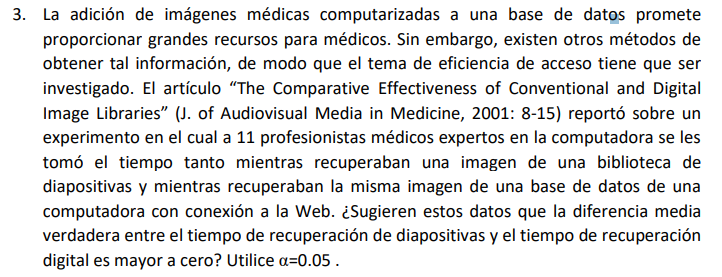 3. La adición de imágenes médicas computarizadas a una base de datos promete
proporcionar grandes recursos para médicos. Sin embargo, existen otros métodos de
obtener tal información, de modo que el tema de eficiencia de acceso tiene que ser
investigado. El artículo “The Comparative Effectiveness of Conventional and Digital
Image Libraries” (J. of Audiovisual Media in Medicine, 2001: 8-15) reportó sobre un
experimento en el cual a 11 profesionistas médicos expertos en la computadora se les
tomó el tiempo tanto mientras recuperaban una imagen de una biblioteca de
diapositivas y mientras recuperaban la misma imagen de una base de datos de una
computadora con conexión a la Web. ¿Sugieren estos datos que la diferencia media
verdadera entre el tiempo de recuperación de diapositivas y el tiempo de recuperación
digital es mayor a cero? Utilice α=0.05 .